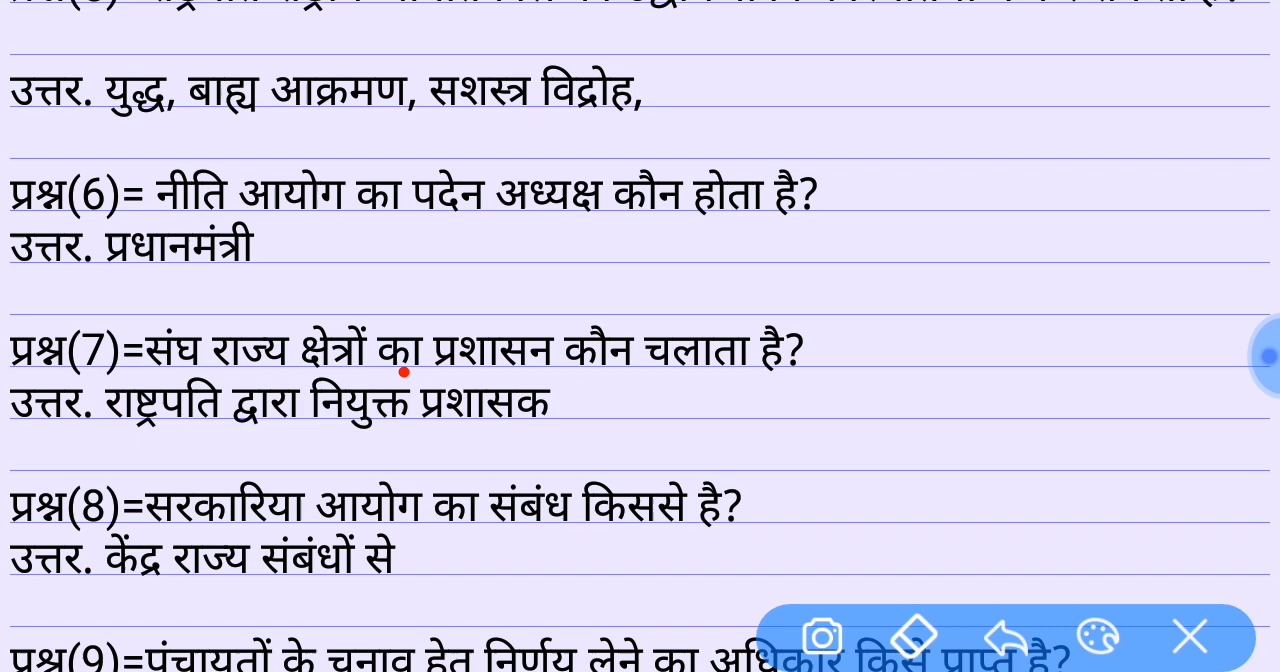 उत्तर. युद्ध, बाह्य आक्रमण, सशस्त्र विद्रोह,
प्रश्न(6)= नीति आयोग का पदेन अध्यक्ष कौन होता है?
उत्तर. प्रधानमंत्री
प्रश्न(7)=संघ राज्य क्षेत्रों का प्रशासन कौन चलाता है?
उत्तर. राष्ट्रपति द्वारा नियुक्त प्रशासक
प्रश्न(8)=सरकारिया आयोग का संबंध किससे है?
उत्तर. केंद्र राज्य संबंधों से
प्रश्न(9)=पंचायतों के चुनाव हेतु निर्णय लेने का अधिकार किसे प्राप्त है?